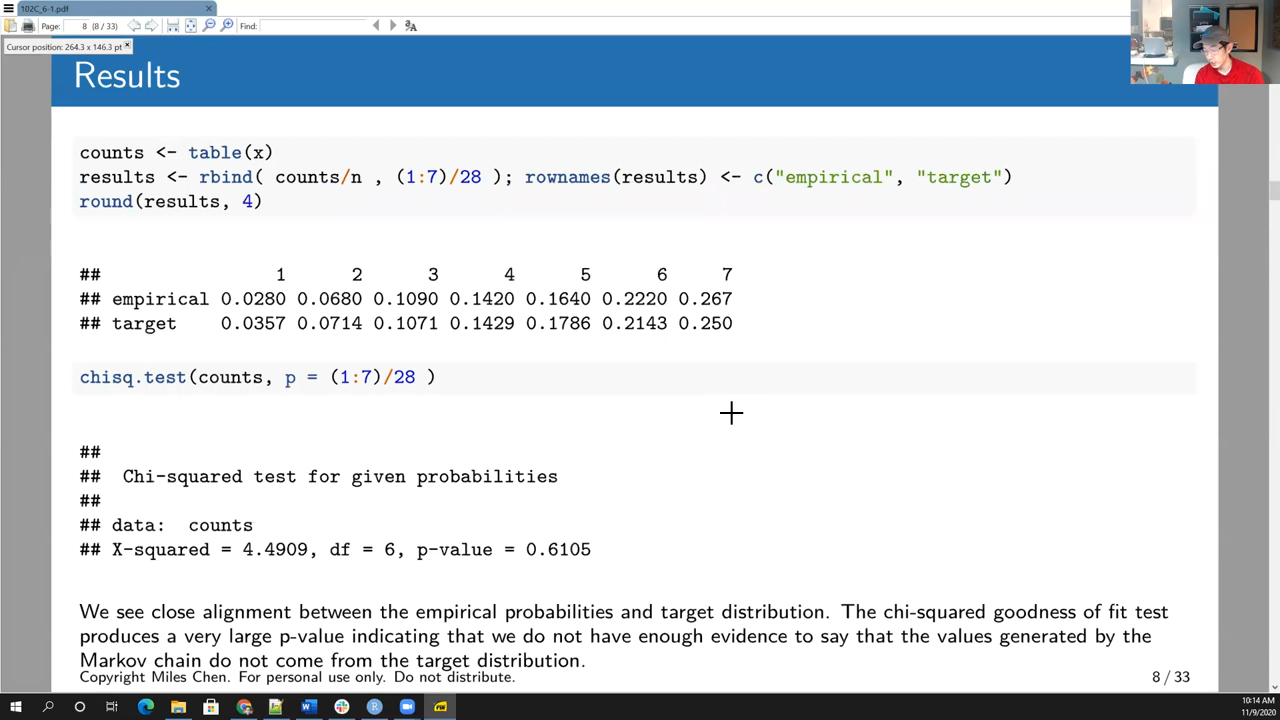 102C_6-1.pdf
Page: 8 (8 / 33) Find:
Cursor position: 264.3 x 146.3 pt
Results
counts <- table(x)
results <- rbind( counts/n , (1:7)/28 ); rownames(results) <- c("empirical", "target")
round(results, 4)
## 1 2 3 4 5 6 7
## empirical 0.0280 0.0680 0.1090 0.1420 0.1640 0.2220 0.267
## target 0.0357 0.0714 0.1071 0.1429 0.1786 0.2143 0.250
chisq.test(counts, p = (1:7)/28 )
##
## Chi-squared test for given probabilities
##
## data: counts
## X-squared = 4.4909, df = 6, p-value = 0.6105
We see close alignment between the empirical probabilities and target distribution. The chi-squared goodness of fit test
produces a very large p-value indicating that we do not have enough evidence to say that the values generated by the
Markov chain do not come from the target distribution.
Copyright Miles Chen. For personal use only. Do not distribute. 8 / 33
10:14 AM
11/9/2020